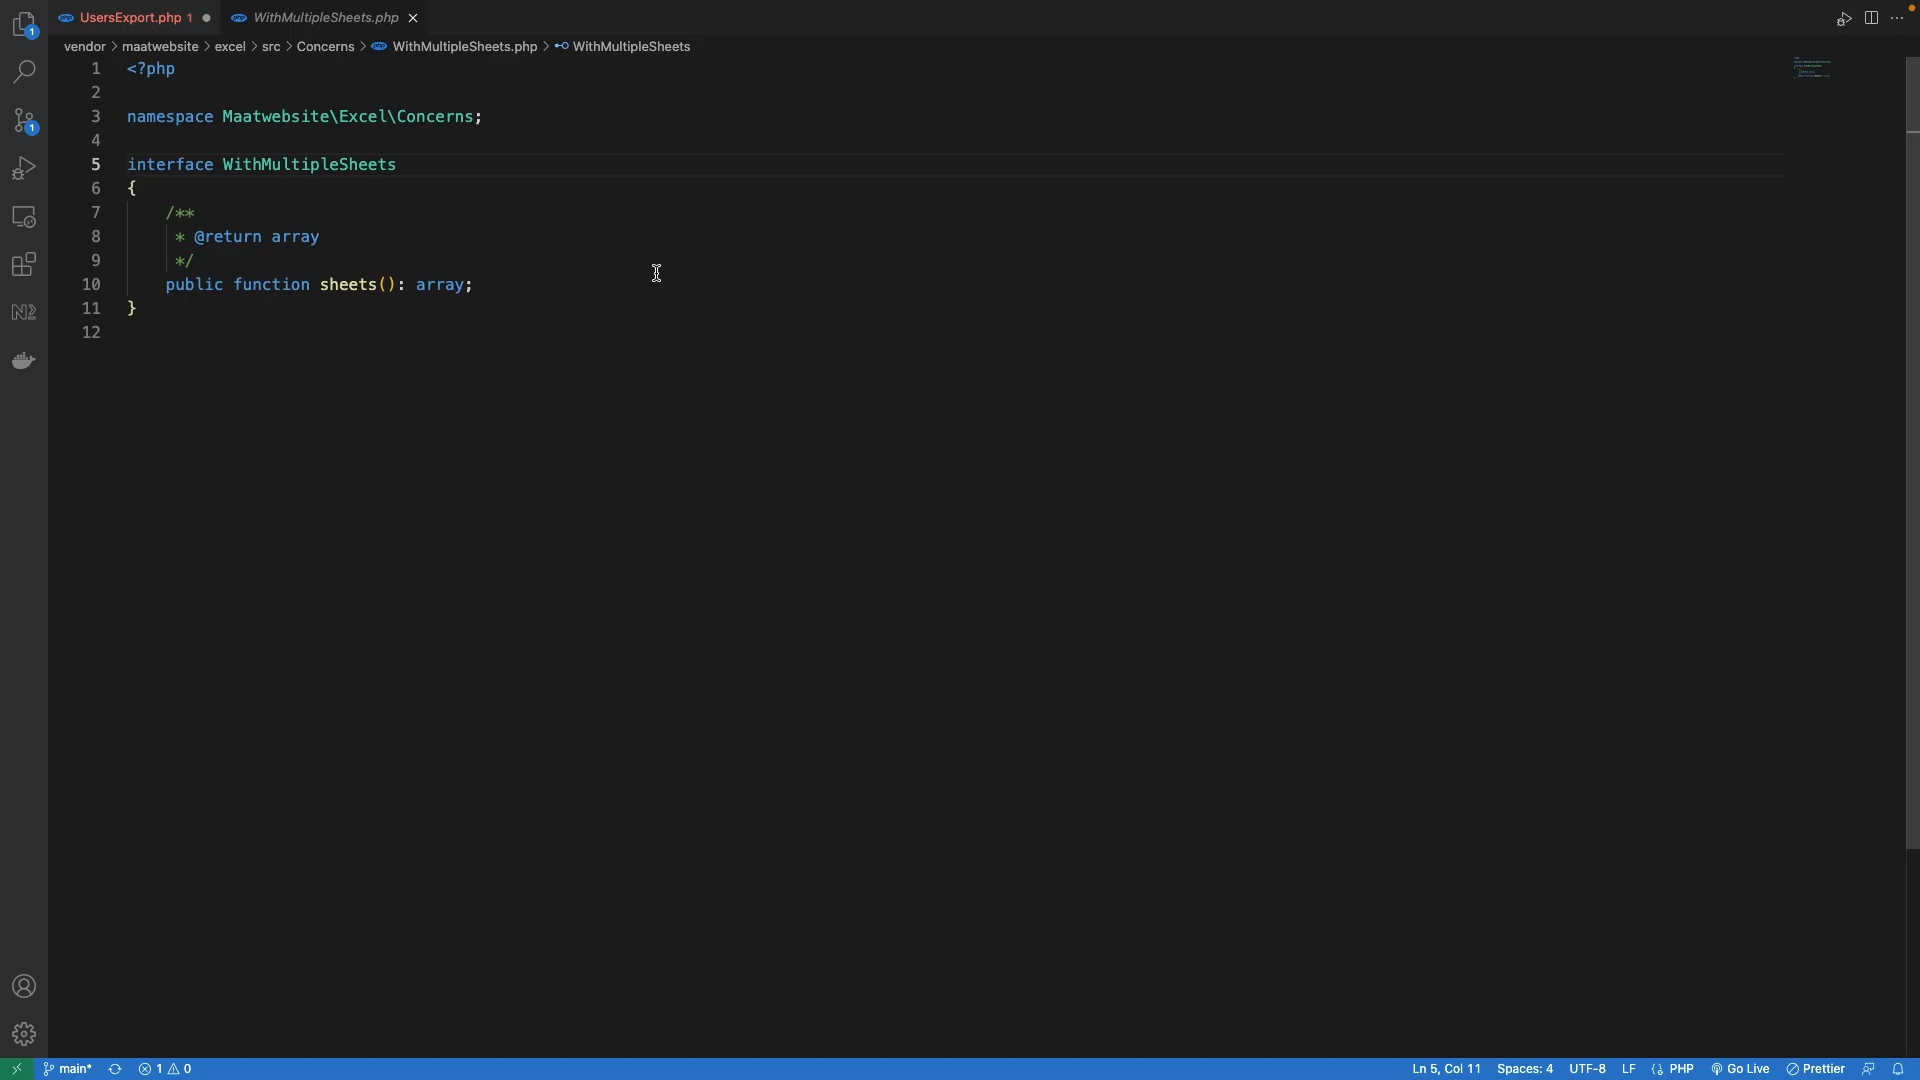 UsersExport.php 1 WithMultipleSheets.php
vendor > maatwebsite > excel > src > Concerns > WithMultipleSheets.php > WithMultipleSheets
1 <?php
2
3 namespace Maatwebsite\Excel\Concerns;
4
5 interface WithMultipleSheets
6 {
7 /**
8 * @return array
9 */
10 public function sheets(): array;
11 }
12
1
1
main* 1 0 Ln 5, Col 11 Spaces: 4 UTF-8 LF {} PHP Go Live Prettier